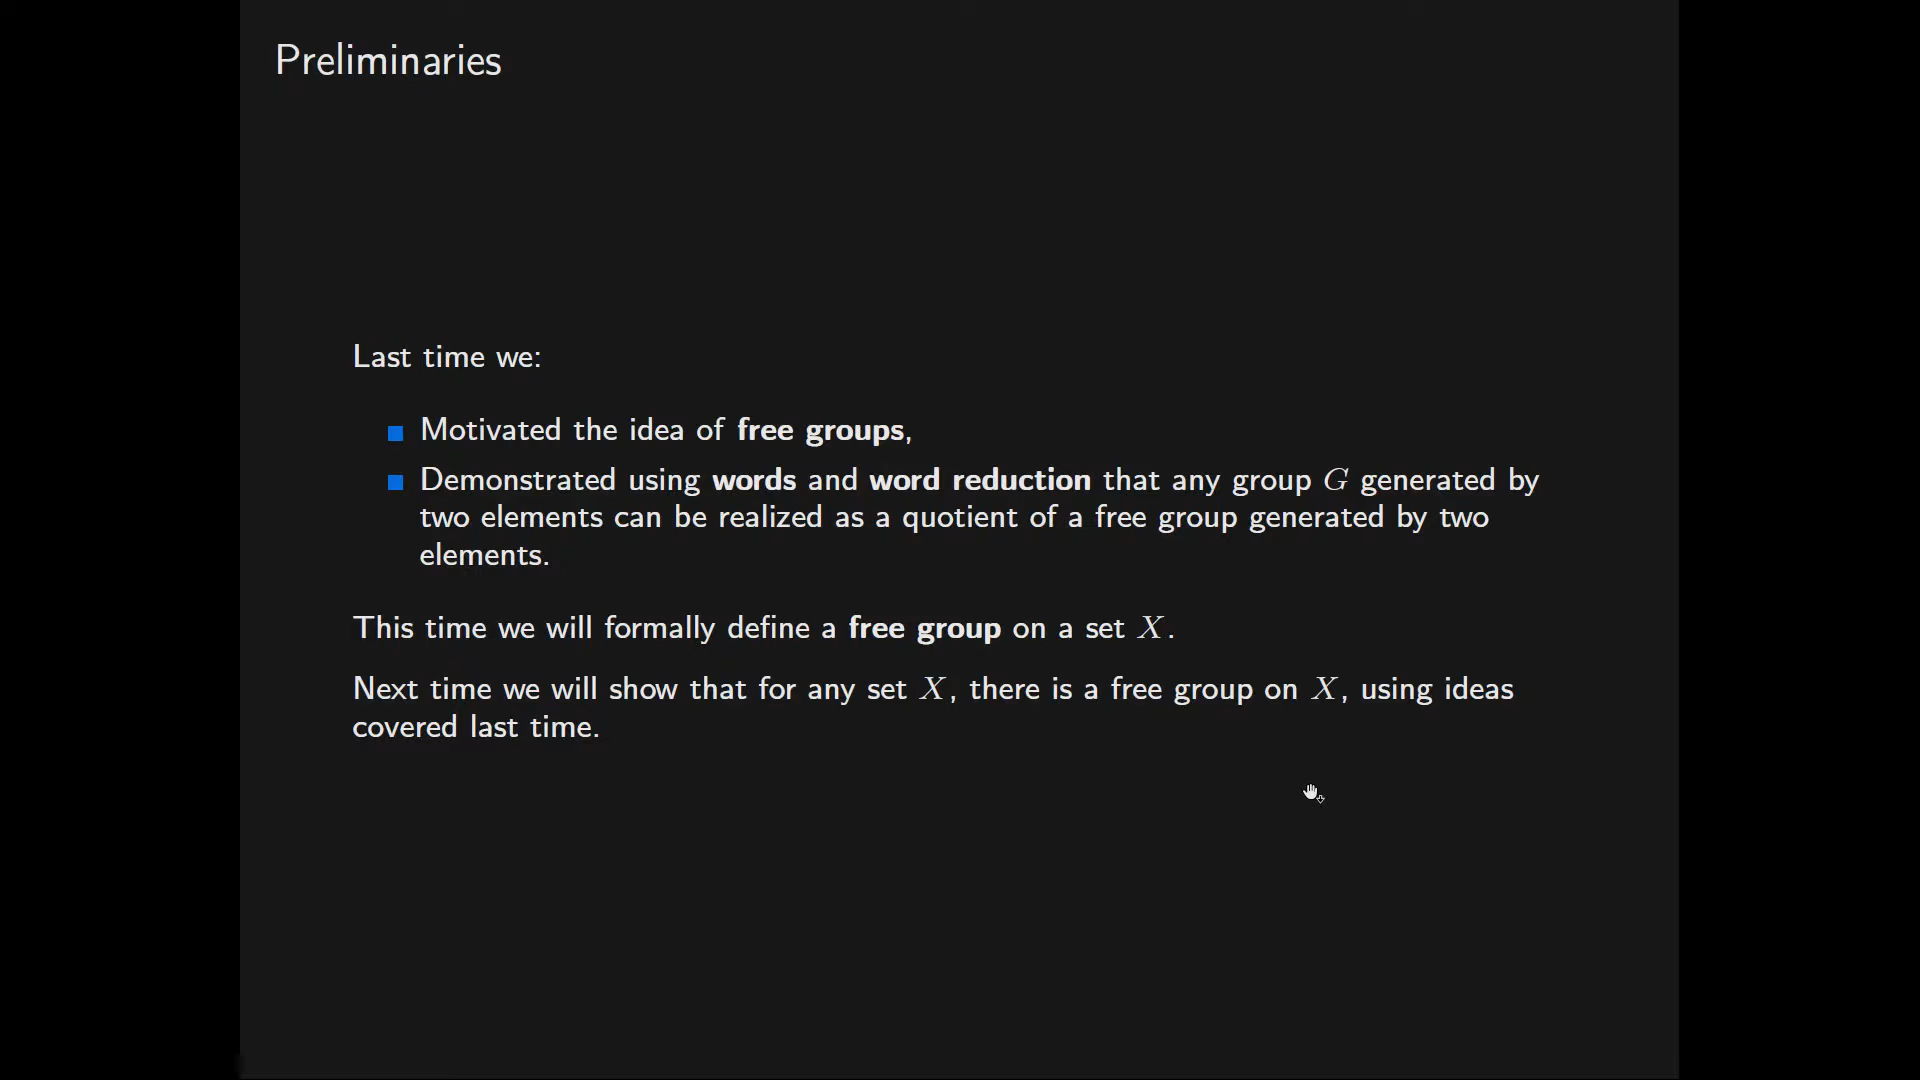 Preliminaries
Last time we:
Motivated the idea of free groups,
Demonstrated using words and word reduction that any group G generated by
two elements can be realized as a quotient of a free group generated by two
elements.
This time we will formally define a free group on a set X.
Next time we will show that for any set X, there is a free group on X, using ideas
covered last time.